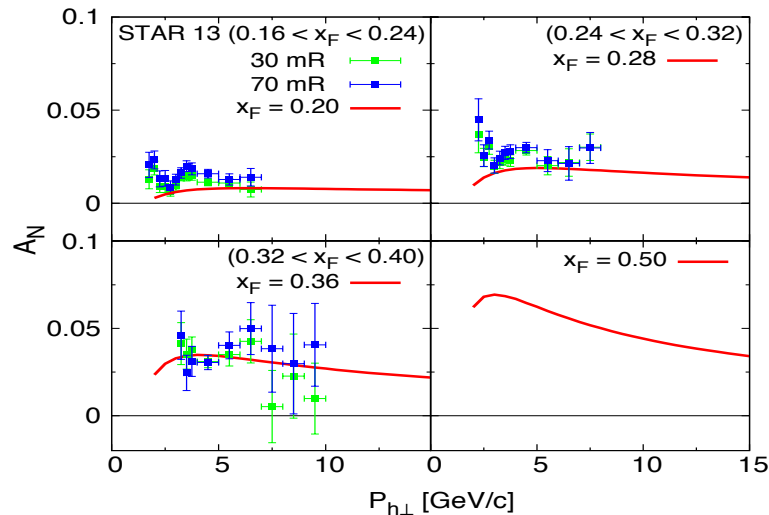 STAR 13 (0.16 < x_F < 0.24)
30 mR
70 mR
x_F = 0.20
(0.24 < x_F < 0.32)
x_F = 0.28
(0.32 < x_F < 0.40)
x_F = 0.36
x_F = 0.50
0.1
0.05
0
0.1
0.05
0
A_N
0 5 10 0 5 10 15
P_h⊥ [GeV/c]